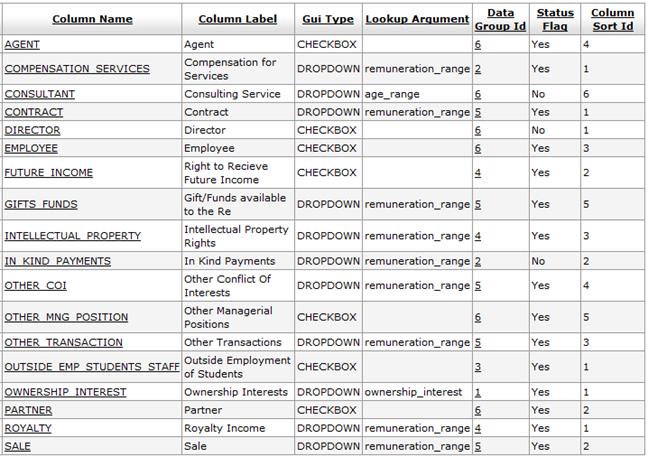 Column Name Column Label Gui Type Lookup Argument Data Group Id Status Flag Column Sort Id
AGENT Agent CHECKBOX 6 Yes 4
COMPENSATION_SERVICES Compensation for Services DROPDOWN remuneration_range 2 Yes 1
CONSULTANT Consulting Service DROPDOWN age_range 6 No 6
CONTRACT Contract DROPDOWN remuneration_range 5 Yes 1
DIRECTOR Director CHECKBOX 6 No 1
EMPLOYEE Employee CHECKBOX 6 Yes 3
FUTURE_INCOME Right to Recieve Future Income CHECKBOX 4 Yes 2
GIFTS_FUNDS Gift/Funds available to the Re DROPDOWN remuneration_range 5 Yes 5
INTELLECTUAL_PROPERTY Intellectual Property Rights DROPDOWN remuneration_range 4 Yes 3
IN_KIND_PAYMENTS In Kind Payments DROPDOWN remuneration_range 2 No 2
OTHER_COI Other Conflict Of Interests DROPDOWN remuneration_range 5 Yes 4
OTHER_MNG_POSITION Other Managerial Positions CHECKBOX 6 Yes 5
OTHER_TRANSACTION Other Transactions DROPDOWN remuneration_range 5 Yes 3
OUTSIDE_EMP_STUDENTS_STAFF Outside Employment of Students CHECKBOX 3 Yes 1
OWNERSHIP_INTEREST Ownership Interests DROPDOWN ownership_interest 1 Yes 1
PARTNER Partner CHECKBOX 6 Yes 2
ROYALTY Royalty Income DROPDOWN remuneration_range 4 Yes 1
SALE Sale DROPDOWN remuneration_range 5 Yes 2